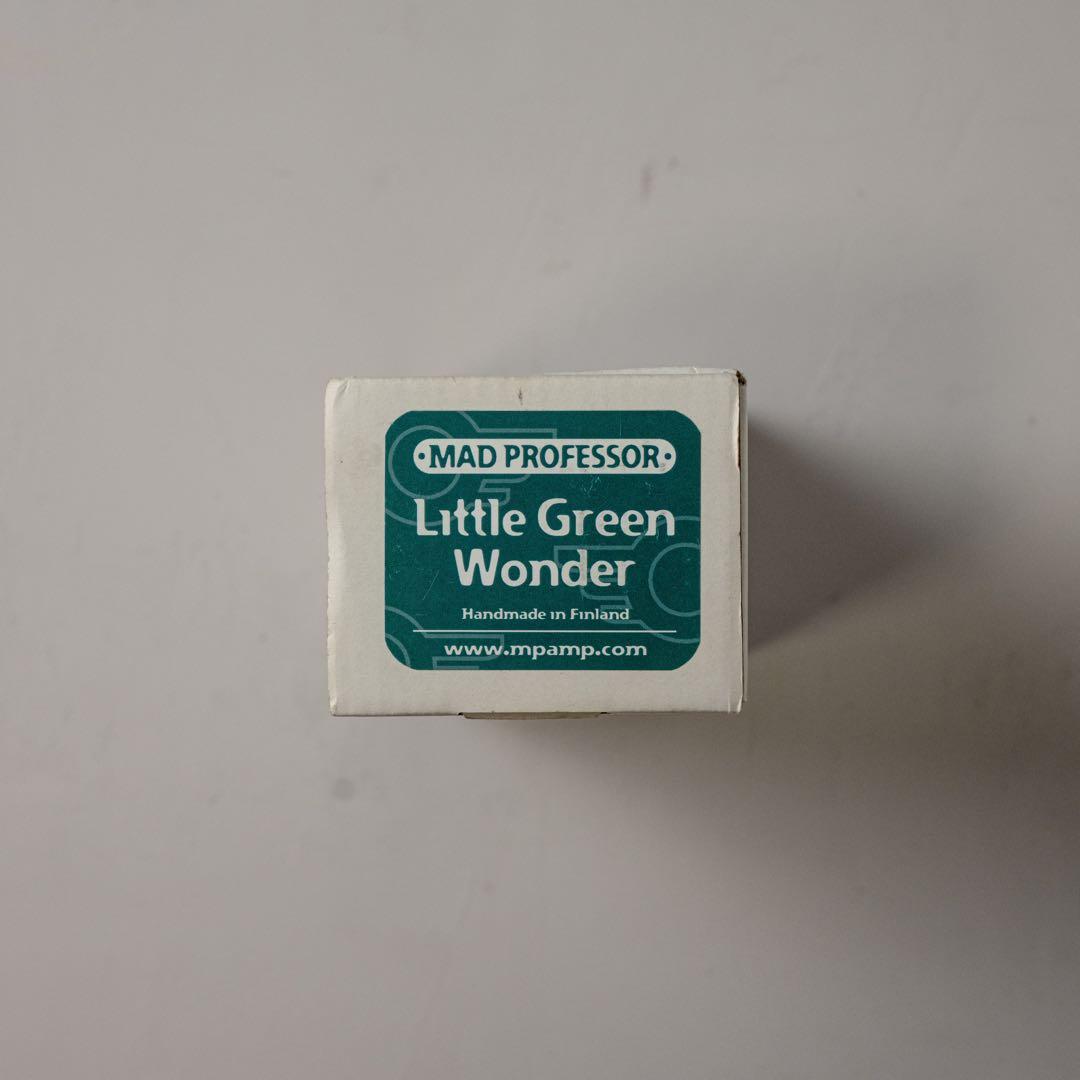 MAD PROFESSOR
Little Green
Wonder
Handmade in Finland
www.mpamp.com